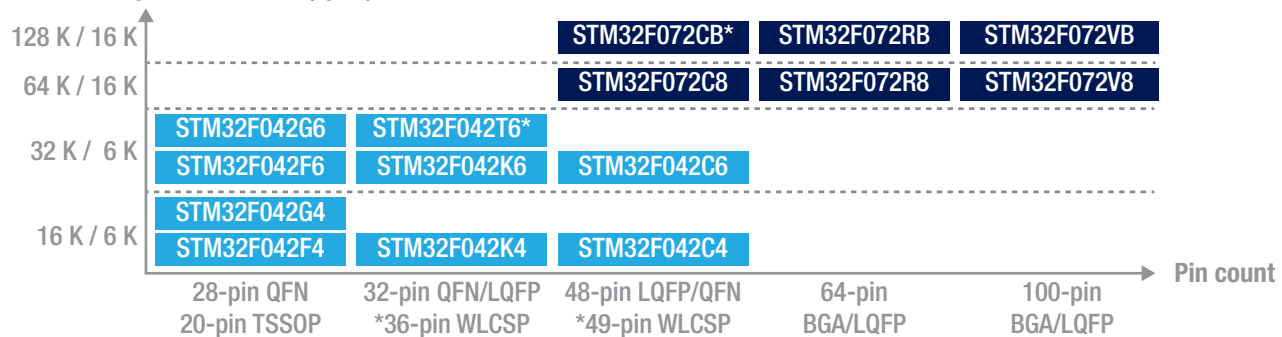 128 K / 16 K STM32F072CB* STM32F072RB STM32F072VB
64 K / 16 K STM32F072C8 STM32F072R8 STM32F072V8
STM32F042G6 STM32F042T6*
32 K / 6 K
STM32F042F6 STM32F042K6 STM32F042C6
STM32F042G4
16 K / 6 K
STM32F042F4 STM32F042K4 STM32F042C4
Pin count
28-pin QFN 32-pin QFN/LQFP 48-pin LQFP/QFN 64-pin 100-pin
20-pin TSSOP *36-pin WLCSP *49-pin WLCSP BGA/LQFP BGA/LQFP